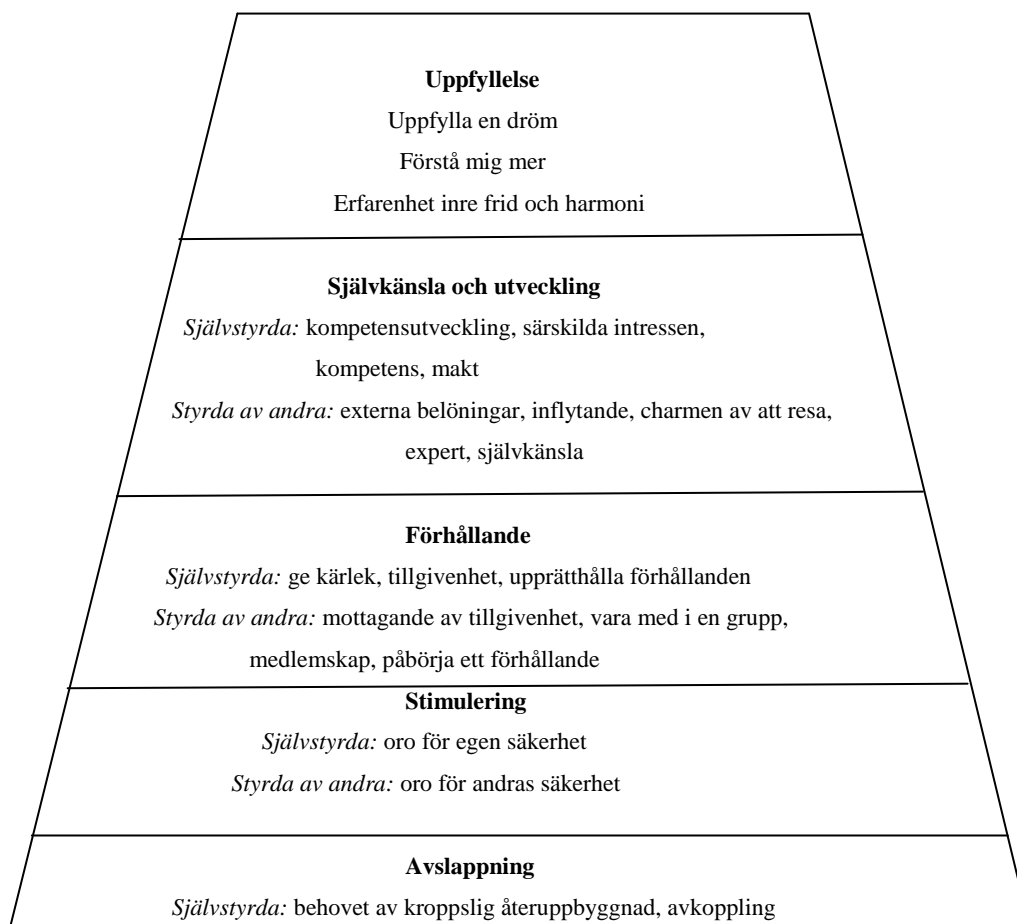 Uppfyllelse
Uppfylla en dröm
Förstå mig mer
Erfarenhet inre frid och harmoni
Självkänsla och utveckling
Självstyrda: kompetensutveckling, särskilda intressen,
kompetens, makt
Styrda av andra: externa belöningar, inflytande, charmen av att resa,
expert, självkänsla
Förhållande
Självstyrda: ge kärlek, tillgivenhet, upprätthålla förhållanden
Styrda av andra: mottagande av tillgivenhet, vara med i en grupp,
medlemskap, påbörja ett förhållande
Stimulering
Självstyrda: oro för egen säkerhet
Styrda av andra: oro för andras säkerhet
Avslappning
Självstyrda: behovet av kroppslig återuppbyggnad, avkoppling